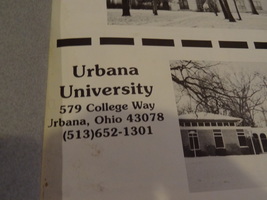 Urbana
University
579 College Way
Urbana, Ohio 43078
(513)652-1301